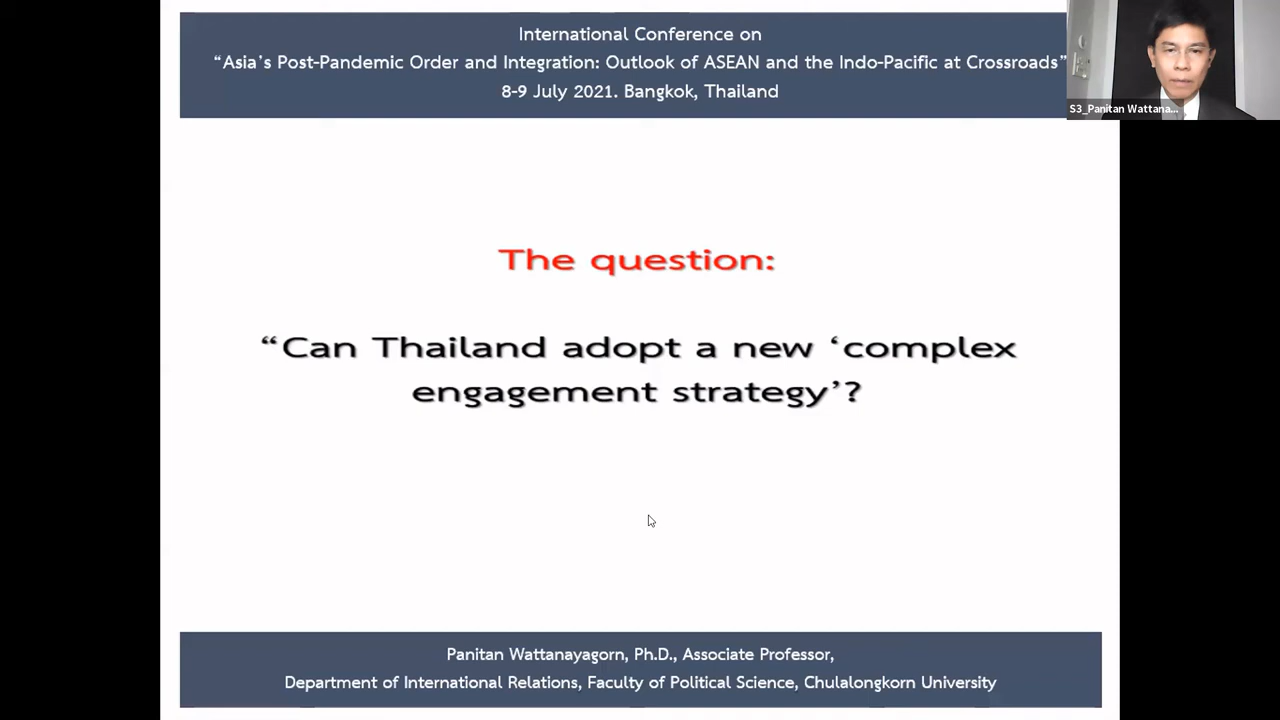 International Conference on
“Asia’s Post-Pandemic Order and Integration: Outlook of ASEAN and the Indo-Pacific at Crossroads”
8-9 July 2021. Bangkok, Thailand
S3_Panitan Wattana...
The question:
“Can Thailand adopt a new ‘complex
engagement strategy’?
Panitan Wattanayagorn, Ph.D., Associate Professor,
Department of International Relations, Faculty of Political Science, Chulalongkorn University